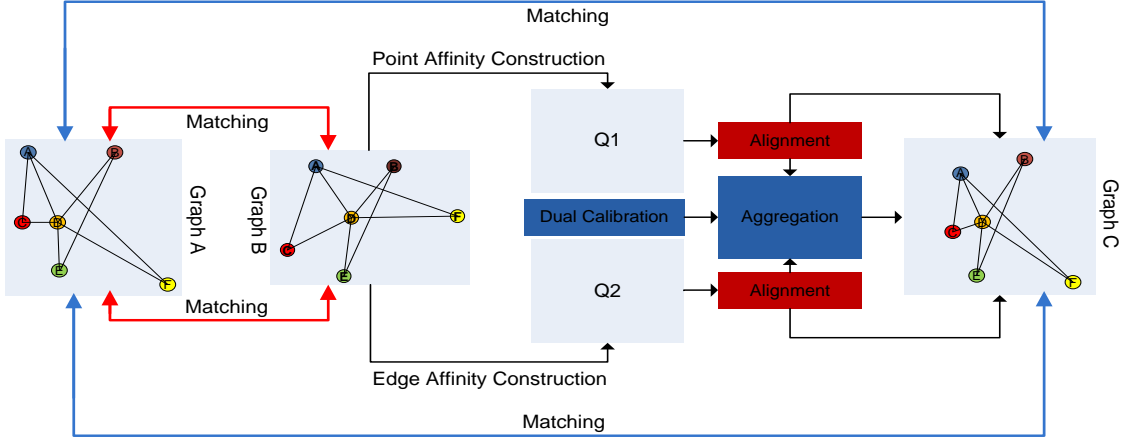 Matching
Point Affinity Construction
Matching
Q1
Alignment
A
B
C
E
F
Graph A
Graph B
A
B
C
E
F
Dual Calibration
Aggregation
A
B
C
E
F
Graph C
Q2
Alignment
Matching
Edge Affinity Construction
Matching